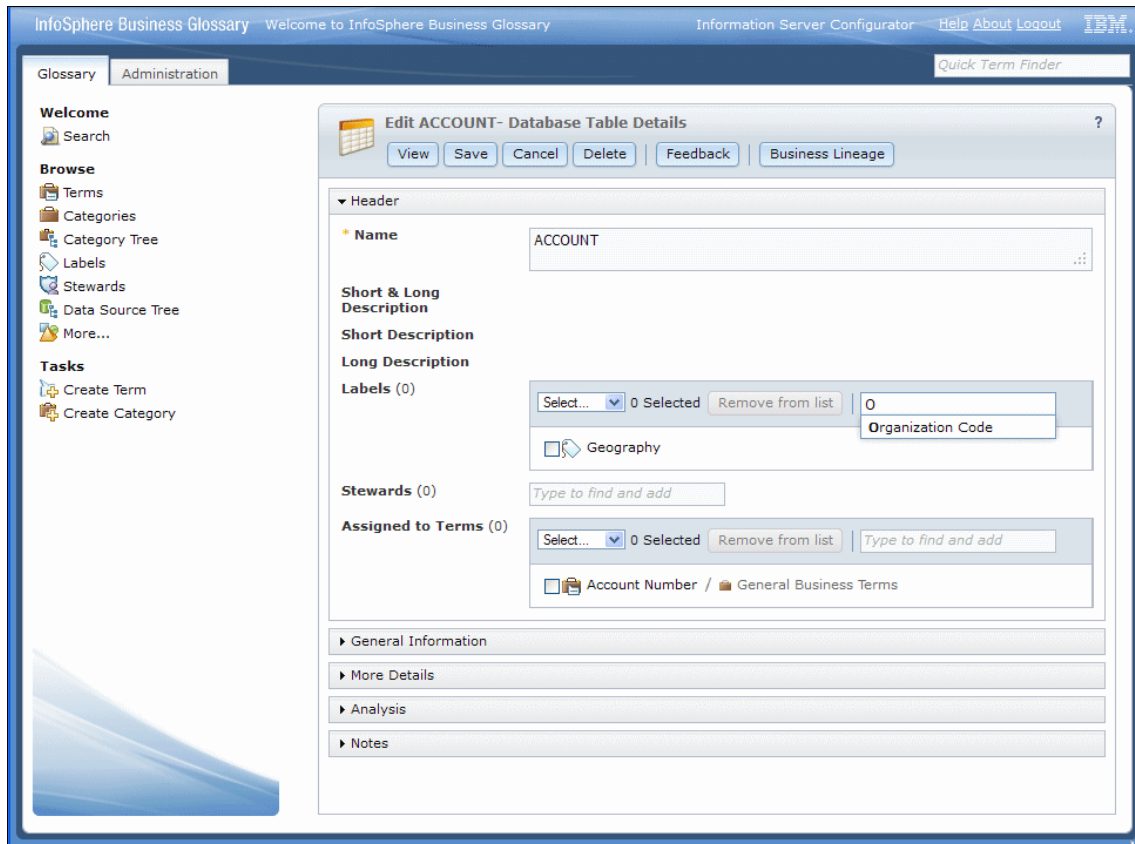 InfoSphere Business Glossary Welcome to InfoSphere Business Glossary Information Server Configurator Help About Logout IBM.
Glossary Administration Quick Term Finder
Welcome
Search
Browse
Terms
Categories
Category Tree
Labels
Stewards
Data Source Tree
More...
Tasks
Create Term
Create Category
Edit ACCOUNT- Database Table Details ?
View Save Cancel Delete Feedback Business Lineage
Header
* Name ACCOUNT
Short & Long
Description
Short Description
Long Description
Labels (0) Select... 0 Selected Remove from list O
Organization Code
Geography
Stewards (0) Type to find and add
Assigned to Terms (0) Select... 0 Selected Remove from list Type to find and add
Account Number / General Business Terms
General Information
More Details
Analysis
Notes